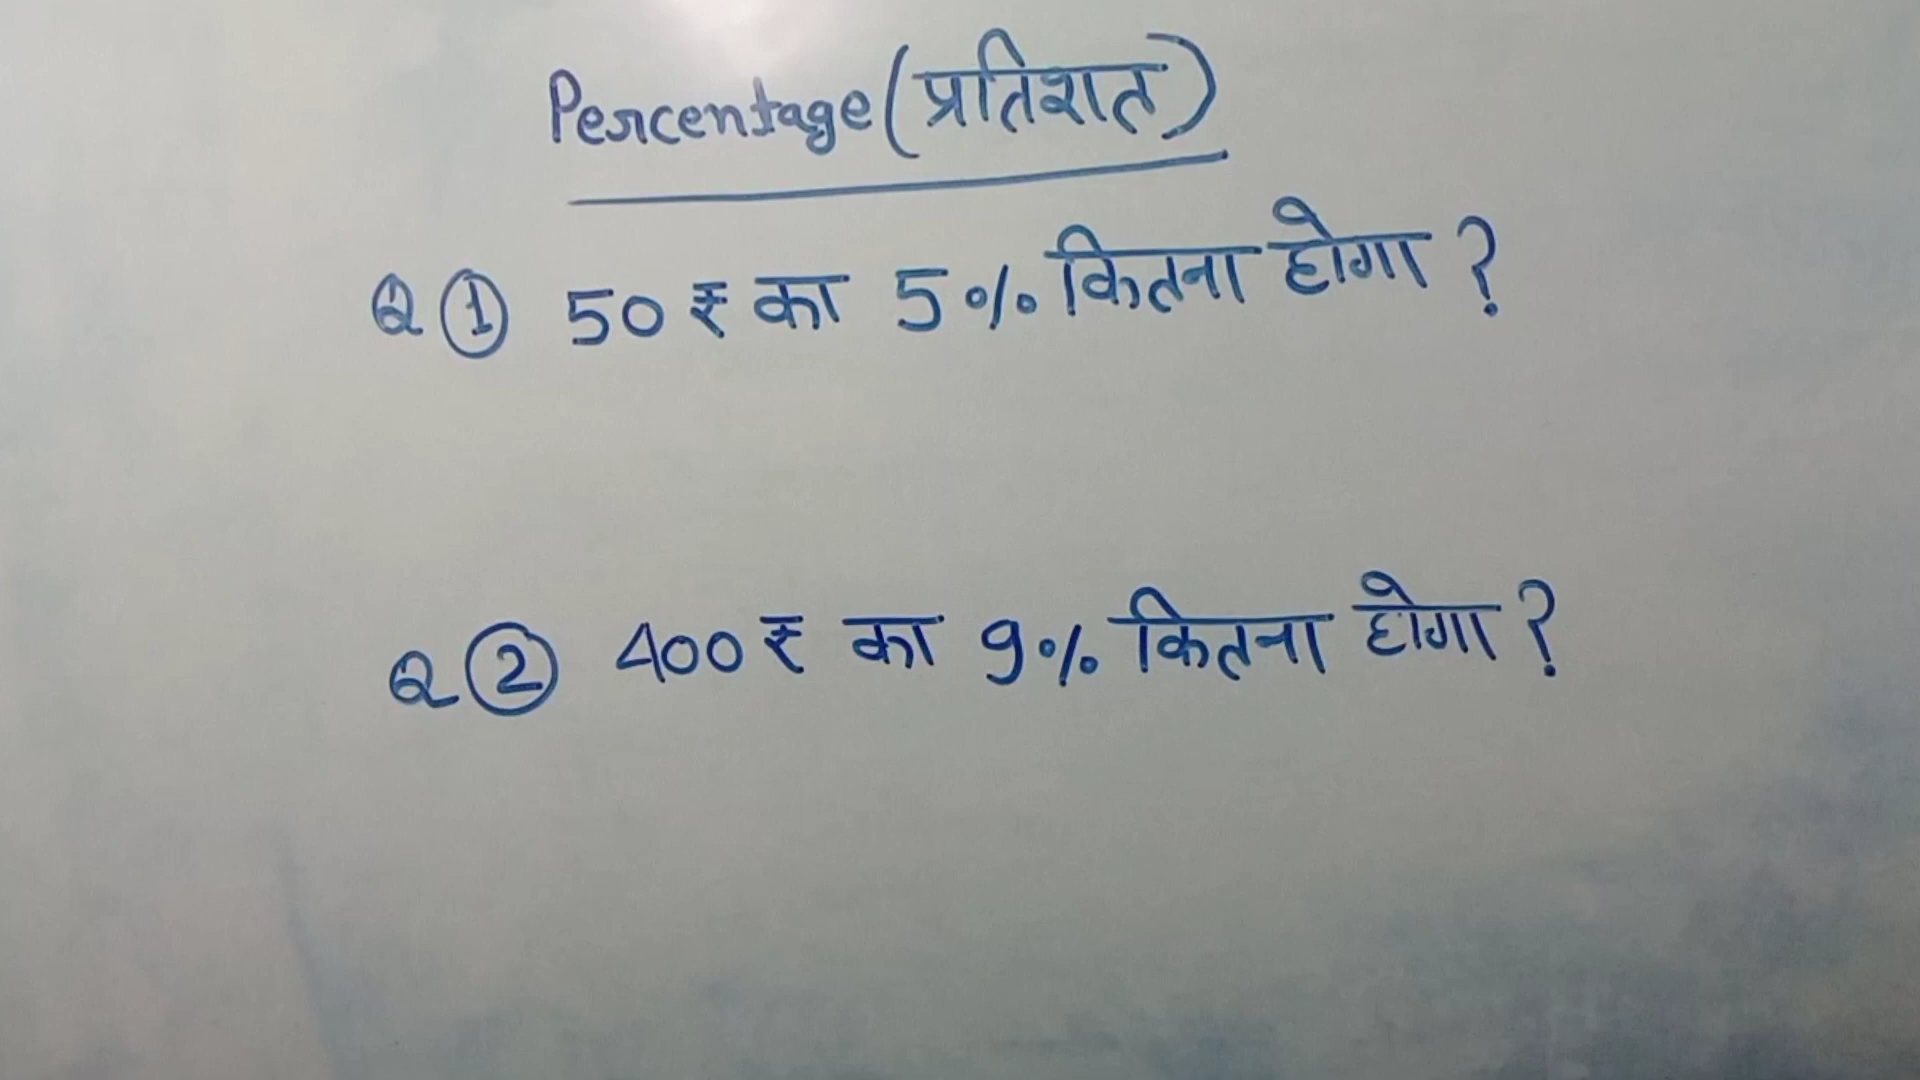 Percentage (प्रतिशत)
Q ① 50 ₹ का 5% कितना होगा ?
Q ② 400 ₹ का 9% कितना होगा ?